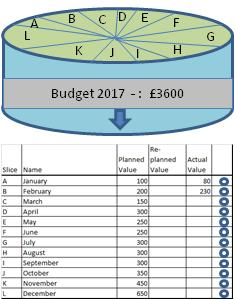 A B C D E F
L G
K J I H
Budget 2017 -: £3600
Slice Name Planned Value Re-planned Value Actual Value
A January 100 80
B February 200 230
C March 150
D April 300
E May 250
F June 250
G July 300
H August 300
I September 300
J October 350
K November 450
L December 650